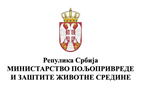 Република Србија
МИНИСТАРСТВО ПОЉОПРИВРЕДЕ
И ЗАШТИТЕ ЖИВОТНЕ СРЕДИНЕ